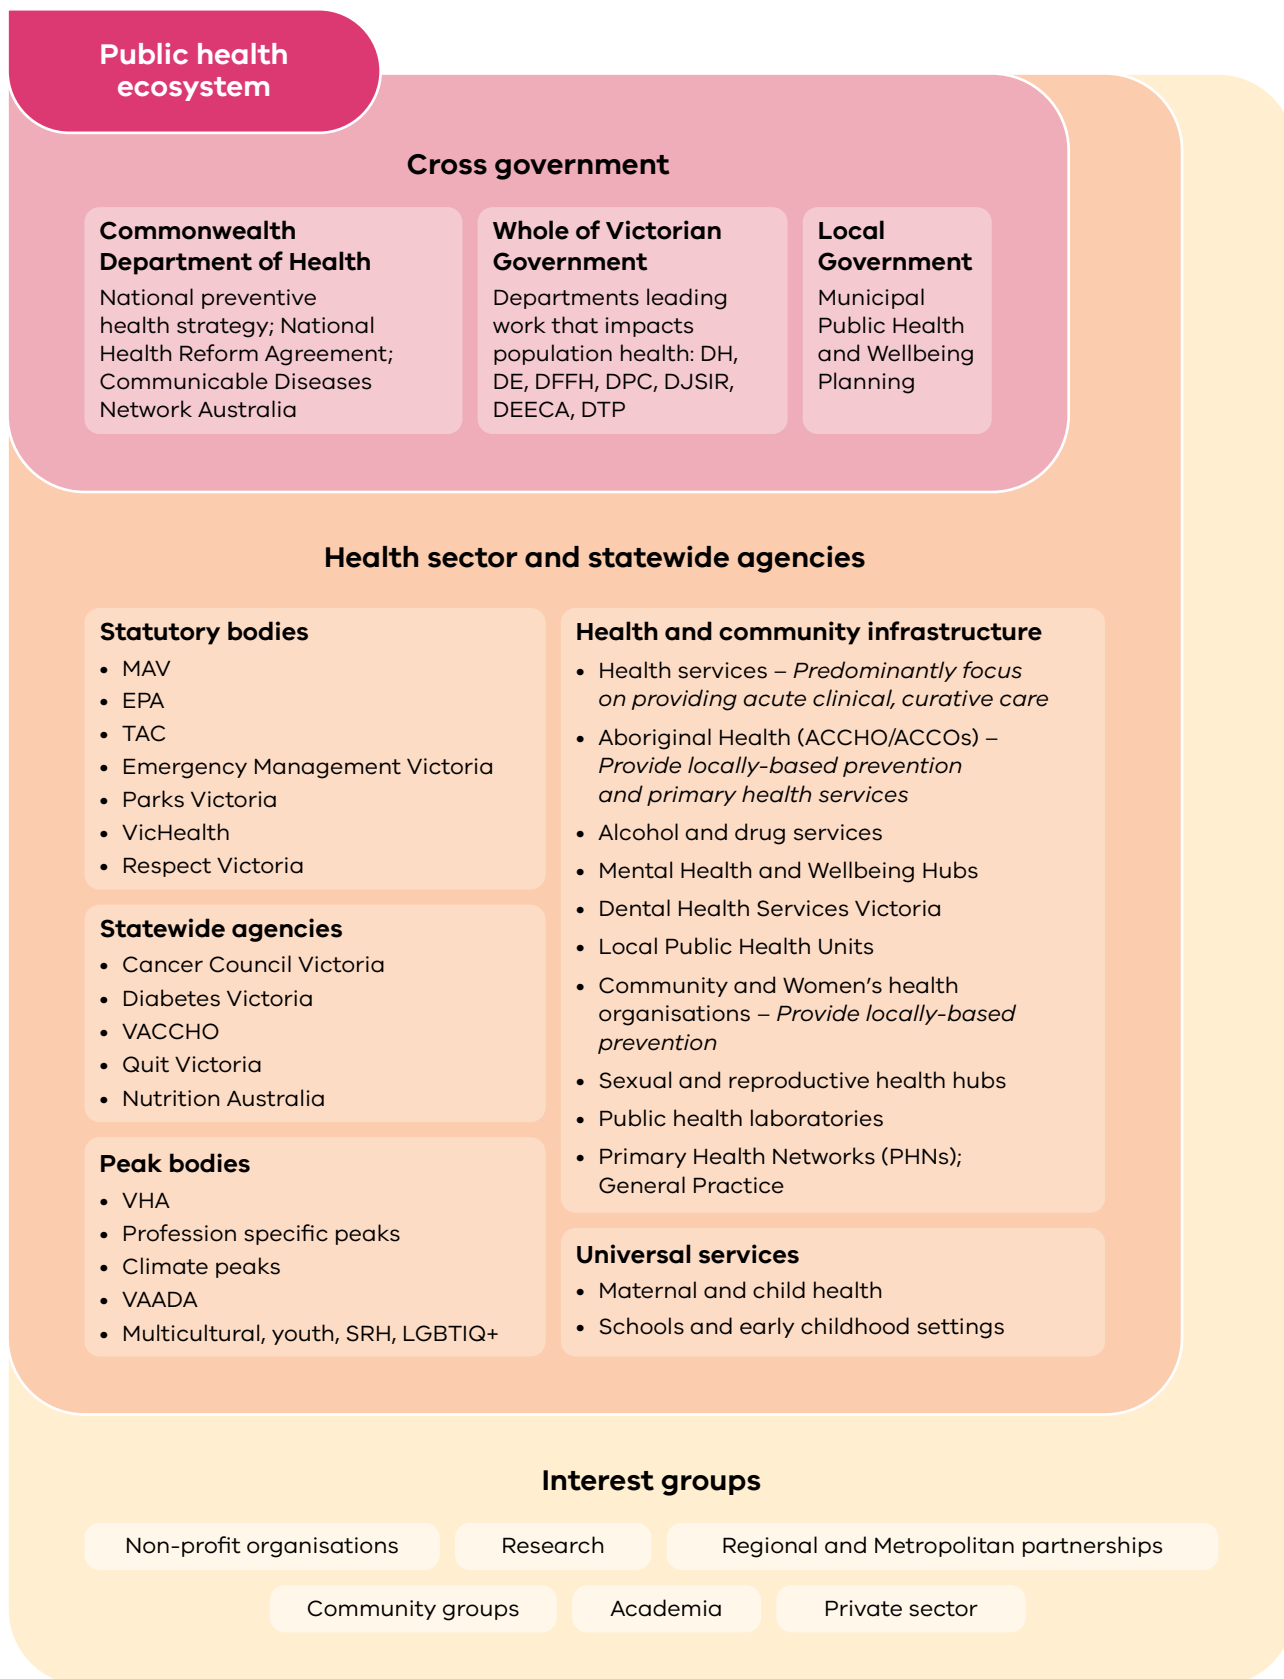 Public health
ecosystem
Cross government
Commonwealth
Department of Health
National preventive
health strategy; National
Health Reform Agreement;
Communicable Diseases
Network Australia
Whole of Victorian
Government
Departments leading
work that impacts
population health: DH,
DE, DFFH, DPC, DJSIR,
DEECA, DTP
Local
Government
Municipal
Public Health
and Wellbeing
Planning
Health sector and statewide agencies
Statutory bodies
• MAV
• EPA
• TAC
• Emergency Management Victoria
• Parks Victoria
• VicHealth
• Respect Victoria
Statewide agencies
• Cancer Council Victoria
• Diabetes Victoria
• VACCHO
• Quit Victoria
• Nutrition Australia
Peak bodies
• VHA
• Profession specific peaks
• Climate peaks
• VAADA
• Multicultural, youth, SRH, LGBTIQ+
Health and community infrastructure
• Health services – Predominantly focus
on providing acute clinical, curative care
• Aboriginal Health (ACCHO/ACCOs) –
Provide locally-based prevention
and primary health services
• Alcohol and drug services
• Mental Health and Wellbeing Hubs
• Dental Health Services Victoria
• Local Public Health Units
• Community and Women's health
organisations – Provide locally-based
prevention
• Sexual and reproductive health hubs
• Public health laboratories
• Primary Health Networks (PHNs);
General Practice
Universal services
• Maternal and child health
• Schools and early childhood settings
Interest groups
Non-profit organisations
Research
Regional and Metropolitan partnerships
Community groups
Academia
Private sector